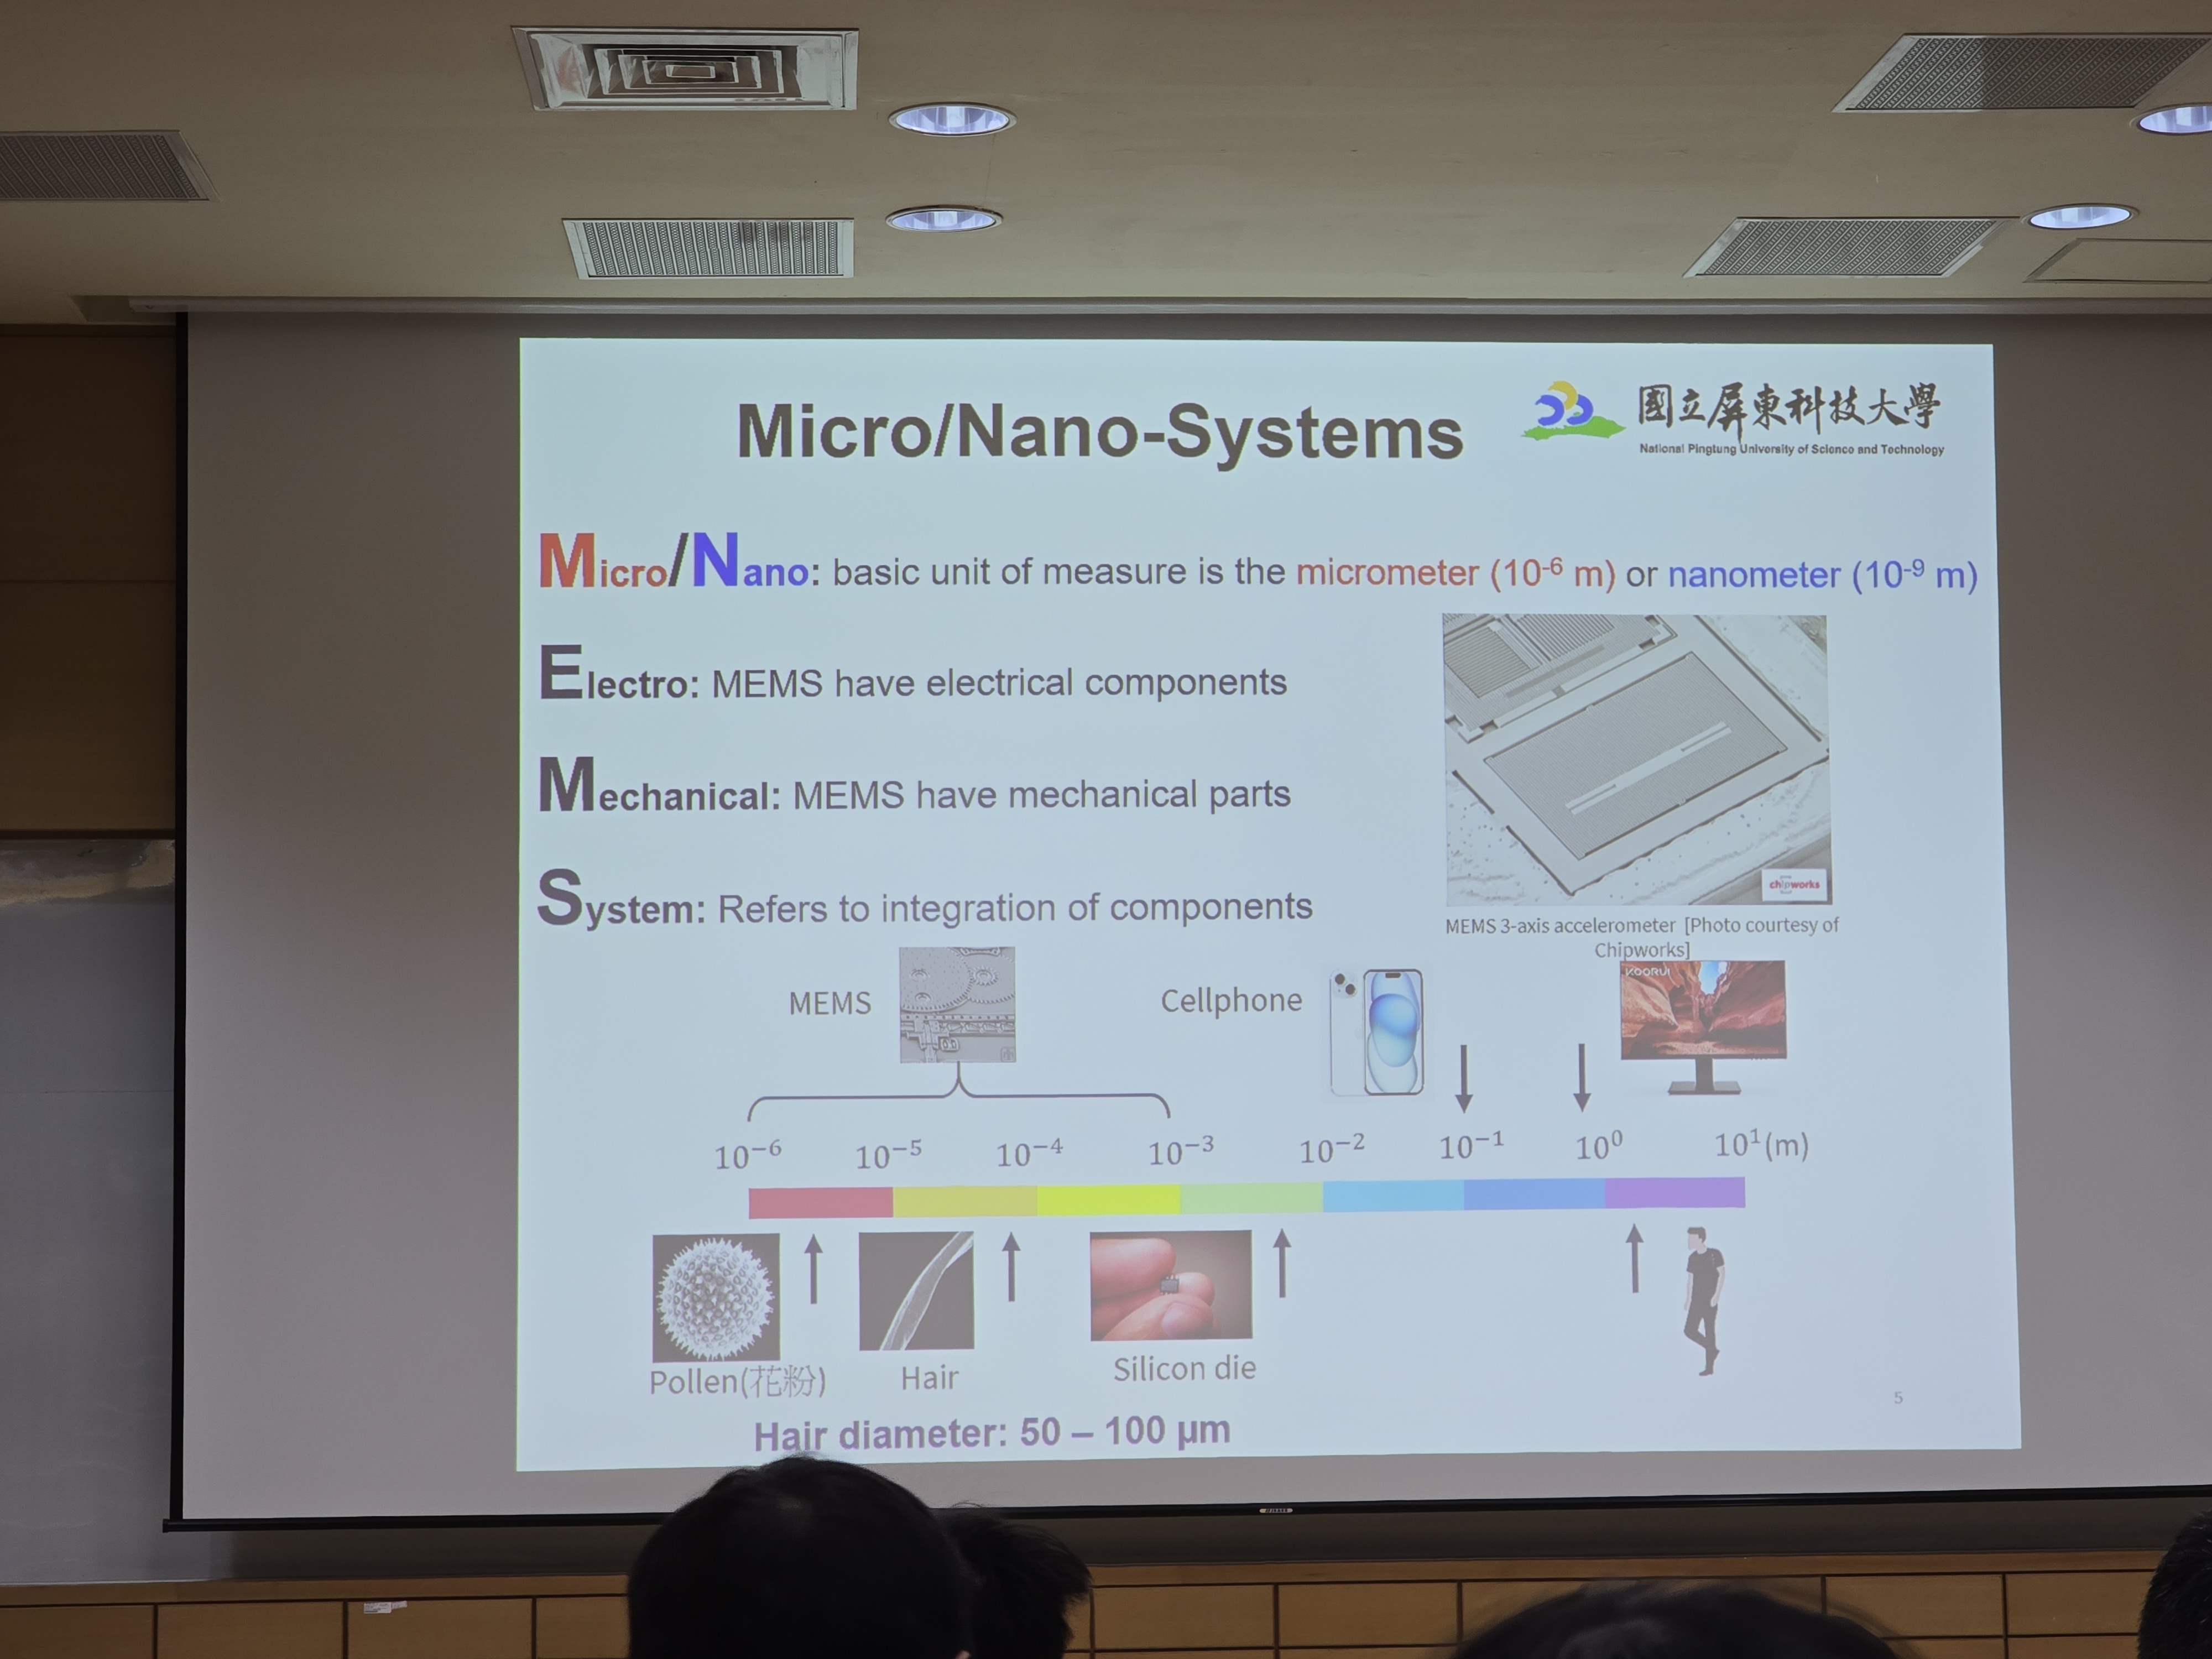 Micro/Nano-Systems
國立屏東科技大學
National Pingtung University of Science and Technology
Micro/Nano: basic unit of measure is the micrometer (10⁻⁶ m) or nanometer (10⁻⁹ m)
Electro: MEMS have electrical components
Mechanical: MEMS have mechanical parts
System: Refers to integration of components
chipworks
MEMS 3-axis accelerometer [Photo courtesy of
Chipworks]
MEMS
Cellphone
KOORUI
10⁻⁶ 10⁻⁵ 10⁻⁴ 10⁻³ 10⁻² 10⁻¹ 10⁰ 10¹(m)
Pollen(花粉)
Hair
Silicon die
Hair diameter: 50 – 100 µm
5